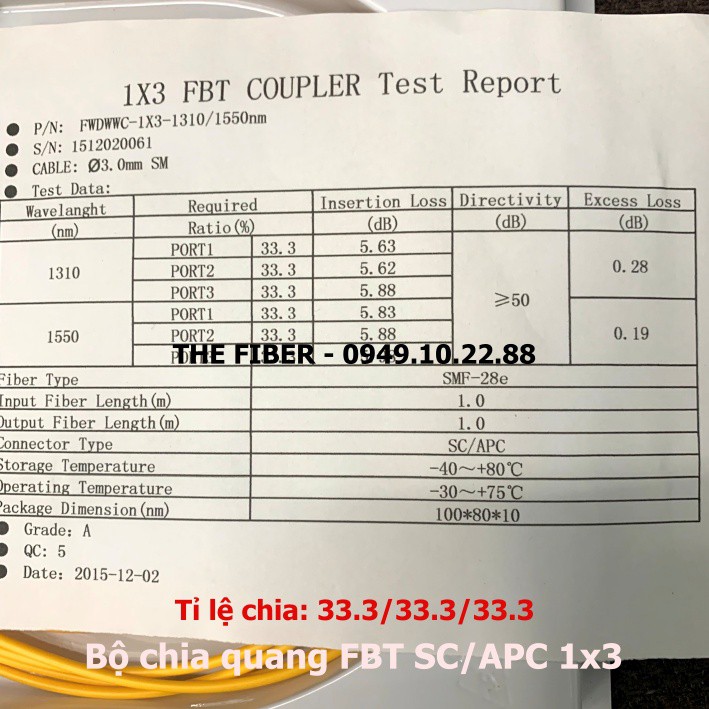 1X3 FBT COUPLER Test Report
P/N: FWDWWC-1X3-1310/1550nm
S/N: 1512020061
CABLE: Ø3.0mm SM
Test Data:
Wavelanght (nm) Required Ratio(%) Insertion Loss (dB) Directivity (dB) Excess Loss (dB)
1310 PORT1 33.3 5.63 ≥50 0.28
PORT2 33.3 5.62
PORT3 33.3 5.88
1550 PORT1 33.3 5.83 0.19
PORT2 33.3 5.88
THE FIBER - 0949.10.22.88
Fiber Type SMF-28e
Input Fiber Length(m) 1.0
Output Fiber Length(m) 1.0
Connector Type SC/APC
Storage Temperature -40～+80℃
Operating Temperature -30～+75℃
Package Dimension(nm) 100*80*10
Grade: A
QC: 5
Date: 2015-12-02
Tỉ lệ chia: 33.3/33.3/33.3
Bộ chia quang FBT SC/APC 1x3